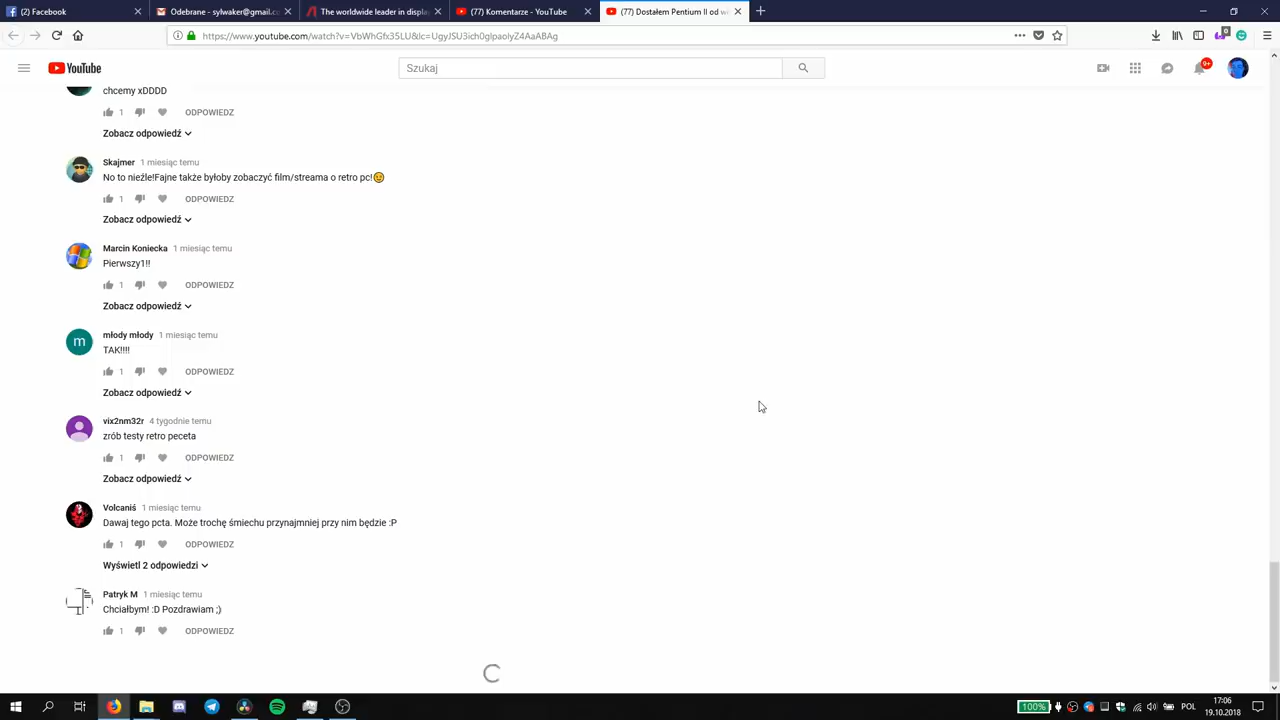 (2) Facebook
Odebrane - sylwaker@gmail.c
The worldwide leader in display
(77) Komentarze - YouTube
(77) Dostałem Pentium II od wi
https://www.youtube.com/watch?v=VbWhGfx35LU&lc=UgyJSU3ich0glpaolyZ4AaABAg
0
YouTube
Szukaj
9+
chcemy xDDDD
1
ODPOWIEDZ
Zobacz odpowiedź
Skajmer 1 miesiąc temu
No to nieźle!Fajne także byłoby zobaczyć film/streama o retro pc!😉
1
ODPOWIEDZ
Zobacz odpowiedź
Marcin Koniecka 1 miesiąc temu
Pierwszy1!!
1
ODPOWIEDZ
Zobacz odpowiedź
m
młody młody 1 miesiąc temu
TAK!!!!
1
ODPOWIEDZ
Zobacz odpowiedź
vix2nm32r 4 tygodnie temu
zrób testy retro peceta
1
ODPOWIEDZ
Zobacz odpowiedź
Volcaniś 1 miesiąc temu
Dawaj tego pcta. Może trochę śmiechu przynajmniej przy nim będzie :P
1
ODPOWIEDZ
Wyświetl 2 odpowiedzi
Patryk M 1 miesiąc temu
Chciałbym! :D Pozdrawiam ;)
1
ODPOWIEDZ
100%
POL
17:06
19.10.2018